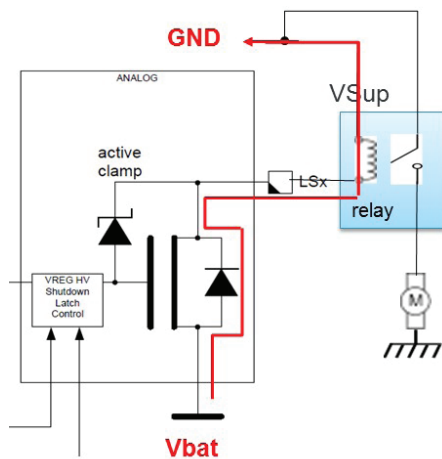 GND
ANALOG
VSup
active
clamp
LSx
relay
VREG HV
Shutdown
Latch
Control
M
Vbat